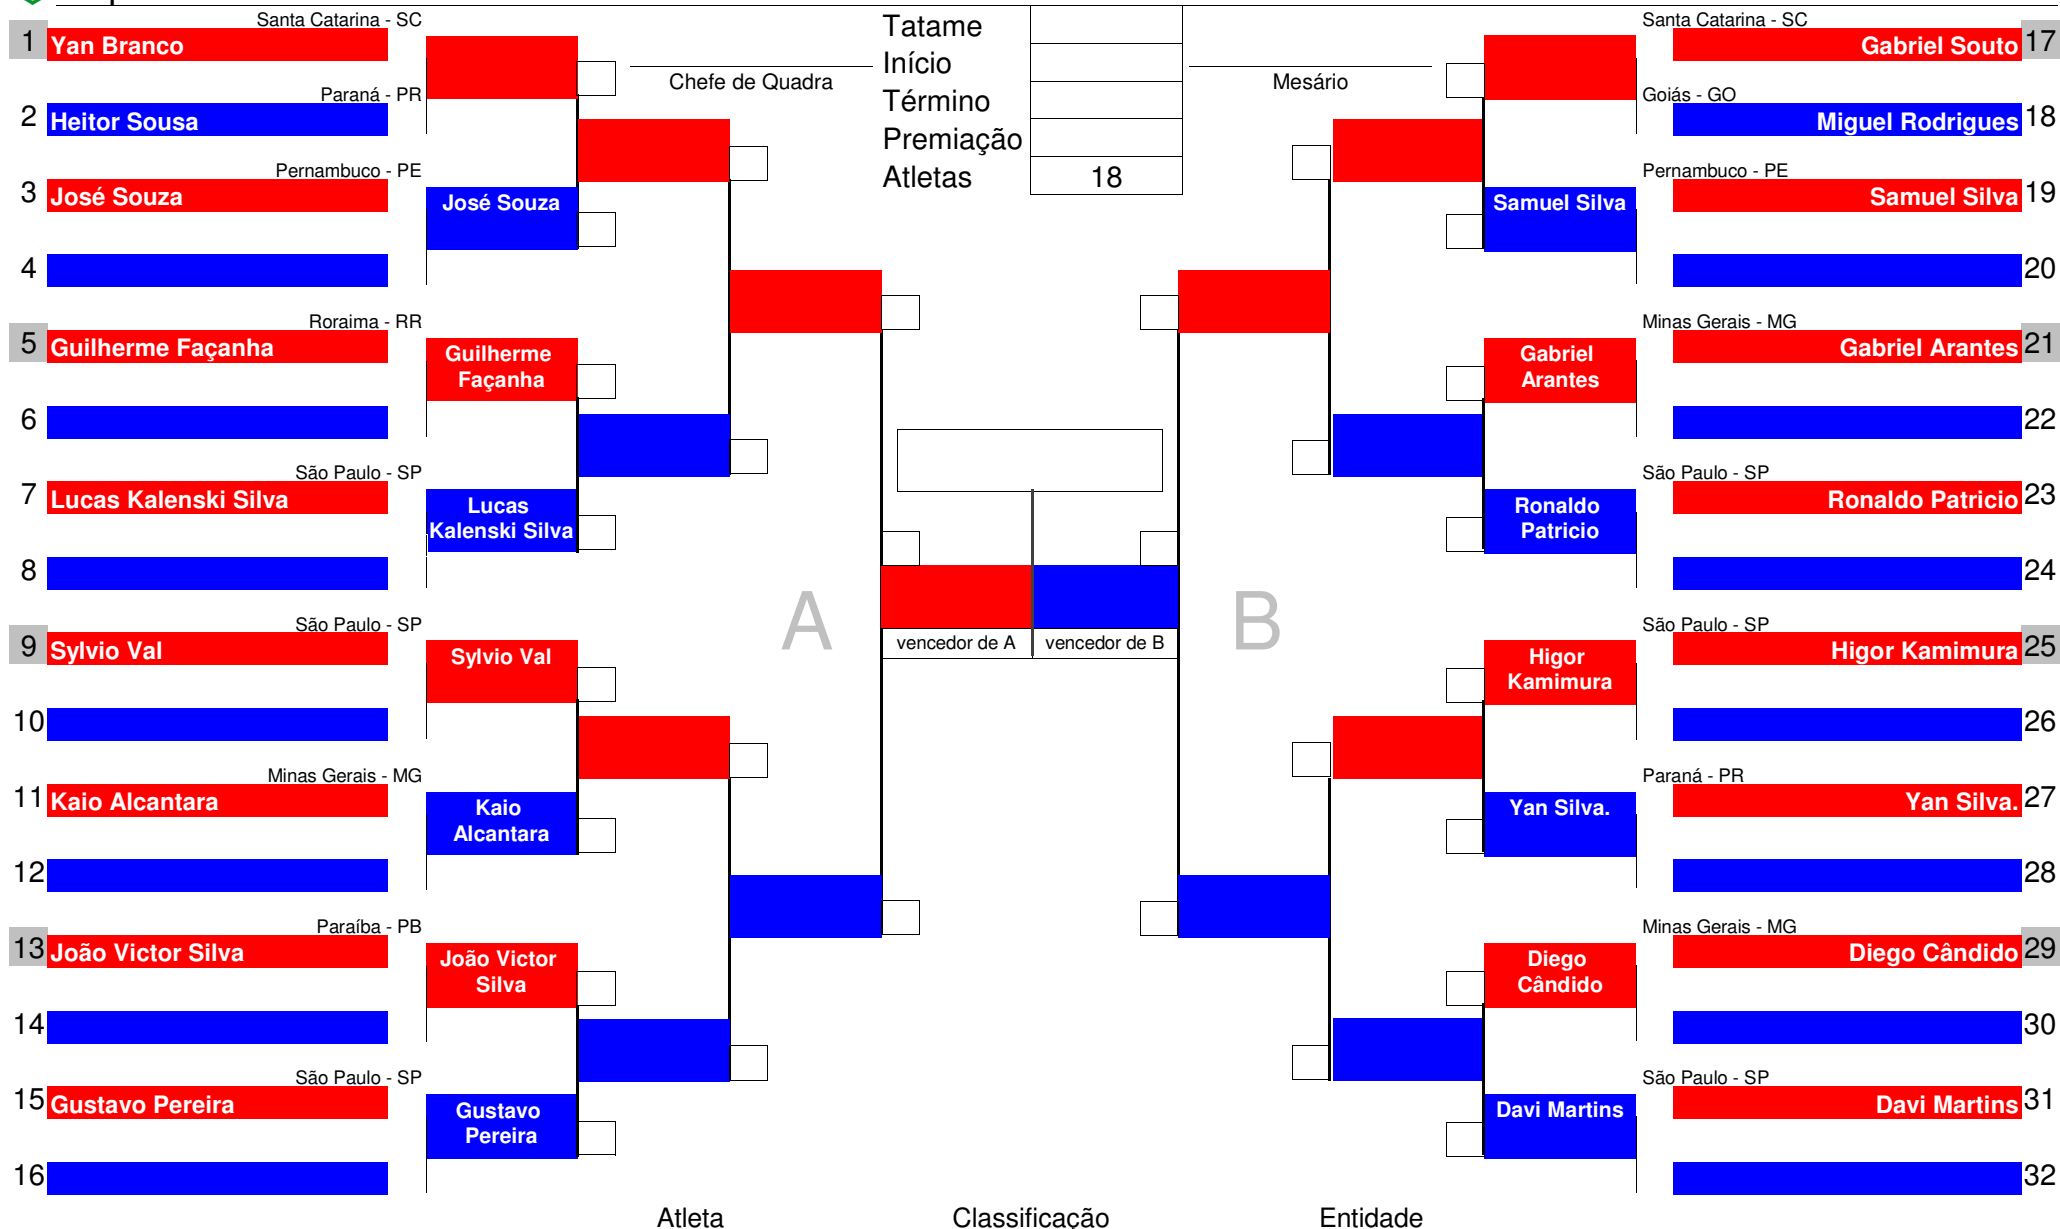 Santa Catarina - SC
1 Yan Branco
Paraná - PR
2 Heitor Sousa
Pernambuco - PE
3 José Souza
José Souza
4
Roraima - RR
5 Guilherme Façanha
Guilherme
Façanha
6
São Paulo - SP
7 Lucas Kalenski Silva
Lucas
Kalenski Silva
8
São Paulo - SP
9 Sylvio Val
Sylvio Val
10
Minas Gerais - MG
11 Kaio Alcantara
Kaio
Alcantara
12
Paraíba - PB
13 João Victor Silva
João Victor
Silva
14
São Paulo - SP
15 Gustavo Pereira
Gustavo
Pereira
16
Chefe de Quadra
Tatame
Início
Término
Premiação
Atletas 18
Mesário
A
B
vencedor de A
vencedor de B
Santa Catarina - SC
Gabriel Souto 17
Goiás - GO
Miguel Rodrigues 18
Pernambuco - PE
Samuel Silva 19
Samuel Silva
20
Minas Gerais - MG
Gabriel Arantes 21
Gabriel
Arantes
22
São Paulo - SP
Ronaldo Patricio 23
Ronaldo
Patricio
24
São Paulo - SP
Higor Kamimura 25
Higor
Kamimura
26
Paraná - PR
Yan Silva. 27
Yan Silva.
28
Minas Gerais - MG
Diego Cândido 29
Diego
Cândido
30
São Paulo - SP
Davi Martins 31
Davi Martins
32
Atleta
Classificação
Entidade